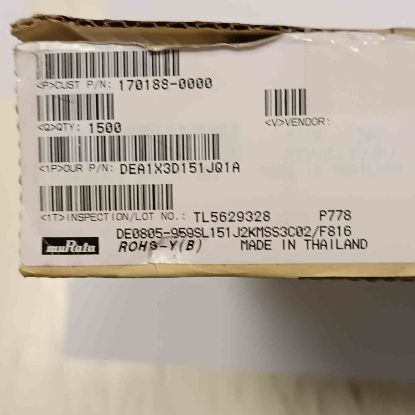 <P>CUST P/N: 170188-0000
<Q>QTY: 1500 <V>VENDOR:
<1P>OUR P/N: DEA1X3D151JQ1A
<1T>INSPECTION/LOT NO.: TL5629328 P778
DE0805-959SL151J2KMSS3C02/F816
muRata ROHS-Y(B) MADE IN THAILAND